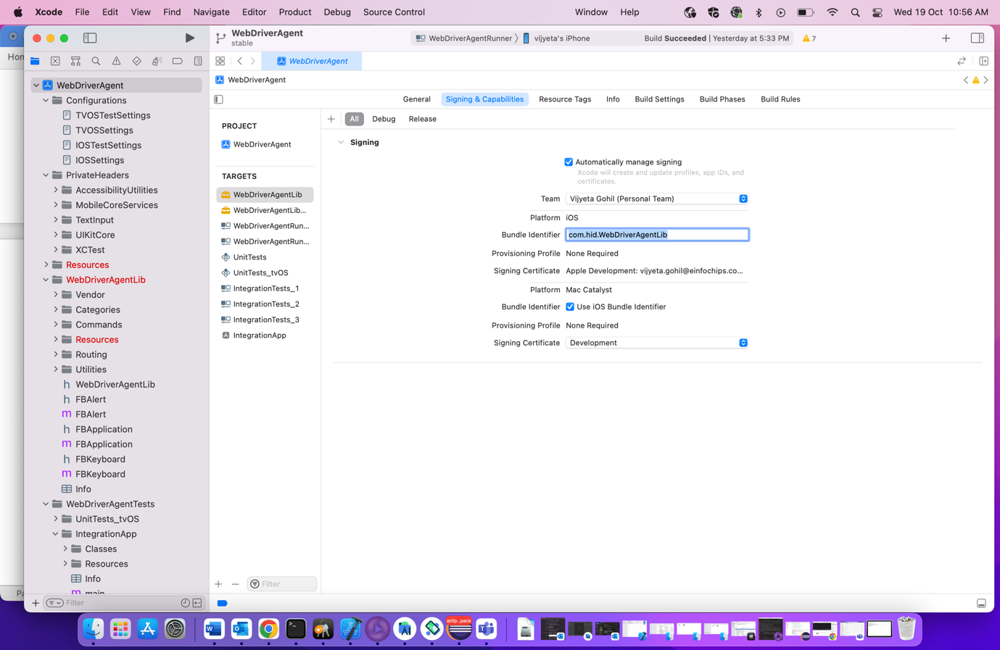 Xcode File Edit View Find Navigate Editor Product Debug Source Control Window Help Wed 19 Oct 10:56 AM
WebDriverAgent
stable
WebDriverAgentRunner vijyeta's iPhone Build Succeeded | Yesterday at 5:33 PM 7
WebDriverAgent
WebDriverAgent
General Signing & Capabilities Resource Tags Info Build Settings Build Phases Build Rules
WebDriverAgent
Configurations
TVOSTestSettings
TVOSSettings
IOSTestSettings
IOSSettings
PrivateHeaders
AccessibilityUtilities
MobileCoreServices
TextInput
UIKitCore
XCTest
Resources
WebDriverAgentLib
Vendor
Categories
Commands
Resources
Routing
Utilities
h WebDriverAgentLib
h FBAlert
m FBAlert
h FBApplication
m FBApplication
h FBKeyboard
m FBKeyboard
Info
WebDriverAgentTests
UnitTests_tvOS
IntegrationApp
Classes
Resources
Info
m main
Filter
PROJECT
WebDriverAgent
TARGETS
WebDriverAgentLib
WebDriverAgentLib...
WebDriverAgentRun...
WebDriverAgentRun...
UnitTests
UnitTests_tvOS
IntegrationTests_1
IntegrationTests_2
IntegrationTests_3
IntegrationApp
Filter
All Debug Release
Signing
Automatically manage signing
Xcode will create and update profiles, app IDs, and
certificates.
Team Vijyeta Gohil (Personal Team)
Platform iOS
Bundle Identifier com.hid.WebDriverAgentLib
Provisioning Profile None Required
Signing Certificate Apple Development: vijyeta.gohil@einfochips.co...
Platform Mac Catalyst
Bundle Identifier Use iOS Bundle Identifier
Provisioning Profile None Required
Signing Certificate Development
eclip_pace